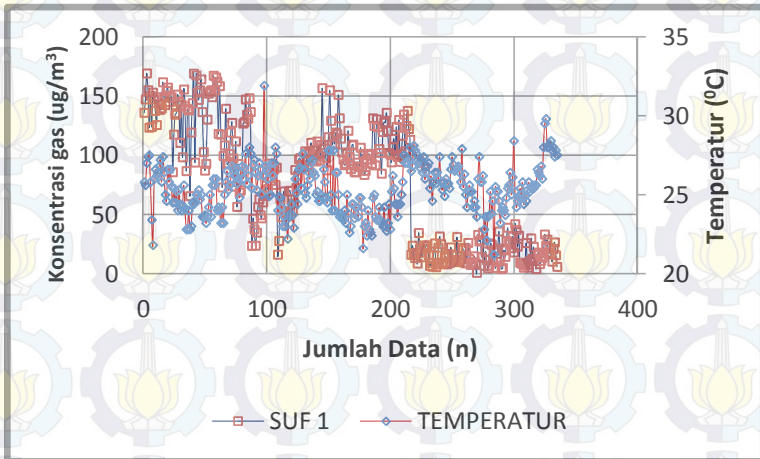 200
150
100
50
0
35
30
25
20
0
100
200
300
400
Konsentrasi gas (ug/m³)
Temperatur (⁰C)
Jumlah Data (n)
SUF 1
TEMPERATUR